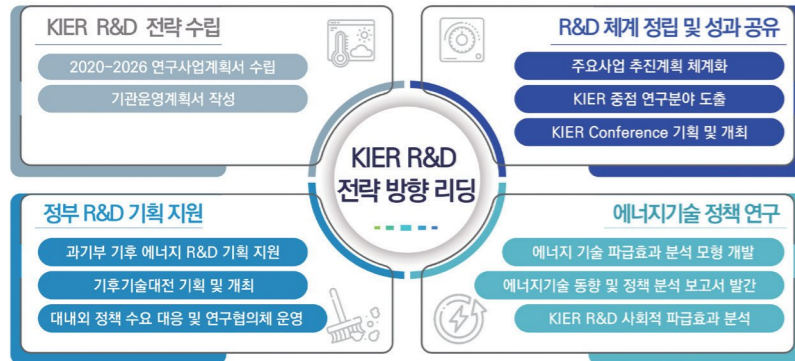 KIER R&D 전략 수립
2020-2026 연구사업계획서 수립
기관운영계획서 작성
R&D 체계 정립 및 성과 공유
주요사업 추진계획 체계화
KIER 중점 연구분야 도출
KIER Conference 기획 및 개최
KIER R&D
전략 방향 리딩
정부 R&D 기획 지원
과기부 기후 에너지 R&D 기획 지원
기후기술대전 기획 및 개최
대내외 정책 수요 대응 및 연구협의체 운영
에너지기술 정책 연구
에너지 기술 파급효과 분석 모형 개발
에너지기술 동향 및 정책 분석 보고서 발간
KIER R&D 사회적 파급효과 분석